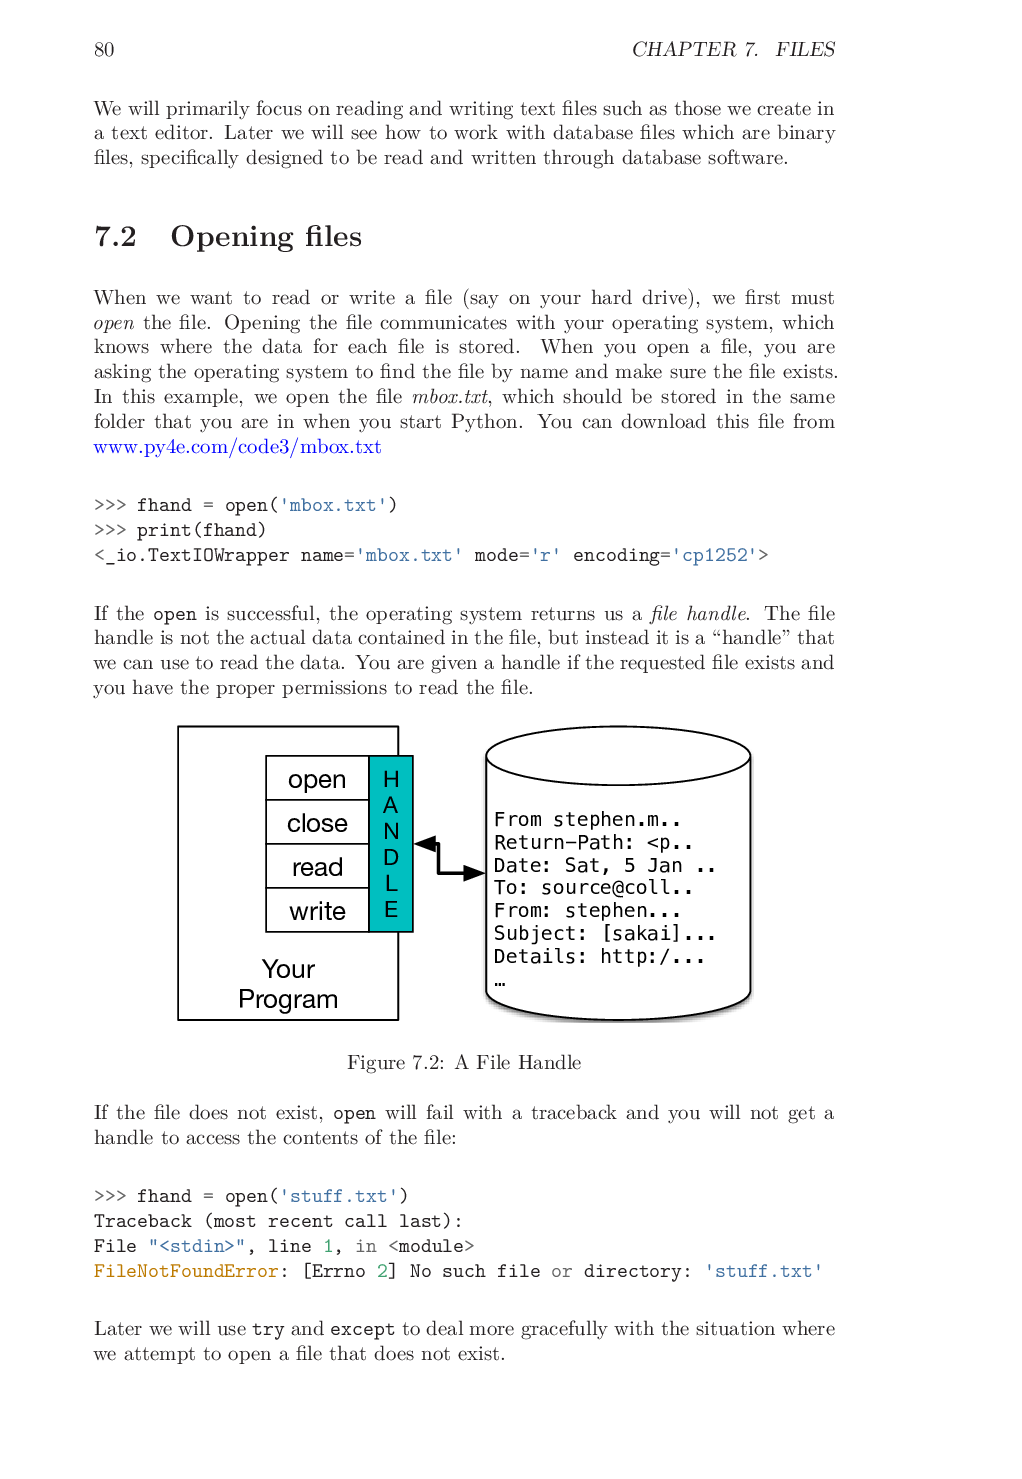 80 CHAPTER 7. FILES
We will primarily focus on reading and writing text files such as those we create in
a text editor. Later we will see how to work with database files which are binary
files, specifically designed to be read and written through database software.
7.2 Opening files
When we want to read or write a file (say on your hard drive), we first must
open the file. Opening the file communicates with your operating system, which
knows where the data for each file is stored. When you open a file, you are
asking the operating system to find the file by name and make sure the file exists.
In this example, we open the file mbox.txt, which should be stored in the same
folder that you are in when you start Python. You can download this file from
www.py4e.com/code3/mbox.txt
>>> fhand = open('mbox.txt')
>>> print(fhand)
<_io.TextIOWrapper name='mbox.txt' mode='r' encoding='cp1252'>
If the open is successful, the operating system returns us a file handle. The file
handle is not the actual data contained in the file, but instead it is a “handle” that
we can use to read the data. You are given a handle if the requested file exists and
you have the proper permissions to read the file.
open
close
read
write
H
A
N
D
L
E
Your
Program
From stephen.m..
Return-Path: <p..
Date: Sat, 5 Jan ..
To: source@coll..
From: stephen...
Subject: [sakai]...
Details: http:/...
…
Figure 7.2: A File Handle
If the file does not exist, open will fail with a traceback and you will not get a
handle to access the contents of the file:
>>> fhand = open('stuff.txt')
Traceback (most recent call last):
File "<stdin>", line 1, in <module>
FileNotFoundError: [Errno 2] No such file or directory: 'stuff.txt'
Later we will use try and except to deal more gracefully with the situation where
we attempt to open a file that does not exist.